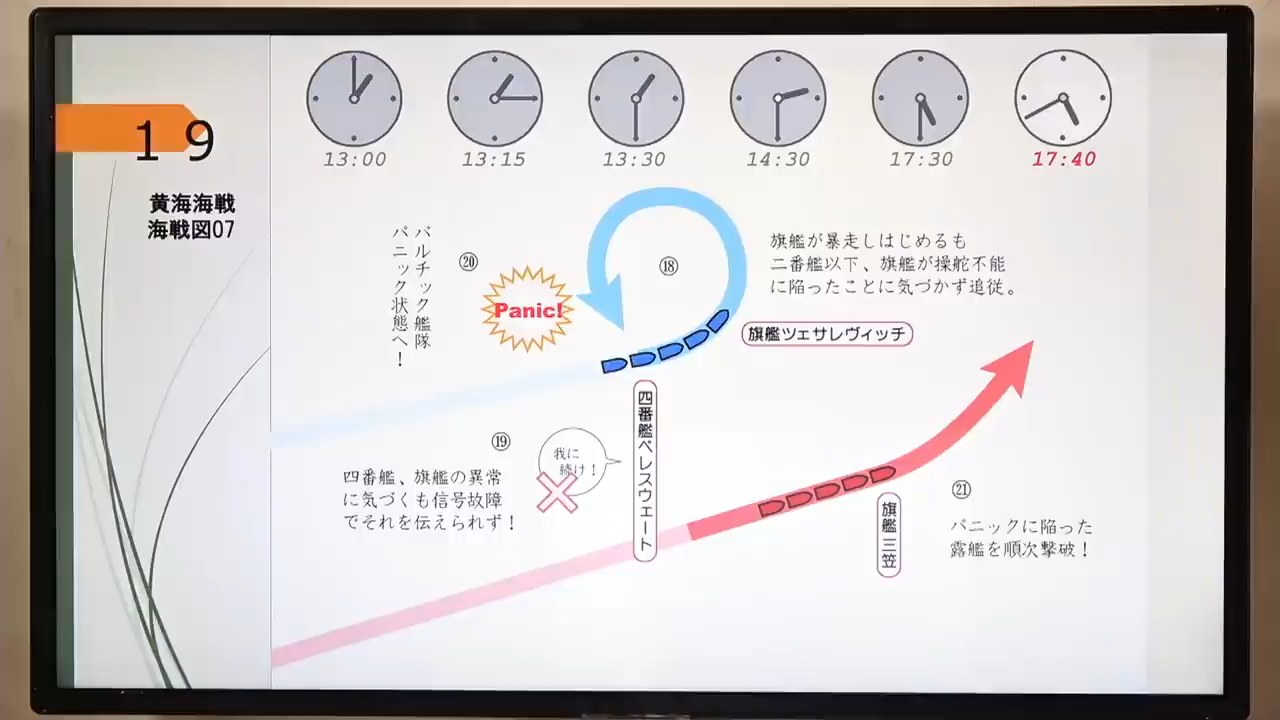 19
黄海海戦
海戦図07
13:00
13:15
13:30
14:30
17:30
17:40
⑱
旗艦が暴走しはじめるも
二番艦以下、旗艦が操舵不能
に陥ったことに気づかず追従。
旗艦ツェサレヴィッチ
⑳
バルチック艦隊
パニック状態へ！
Panic!
⑲
四番艦、旗艦の異常
に気づくも信号故障
でそれを伝えられず！
我に
続け！
四番艦ペレスウェート
旗艦三笠
㉑
パニックに陥った
露艦を順次撃破！